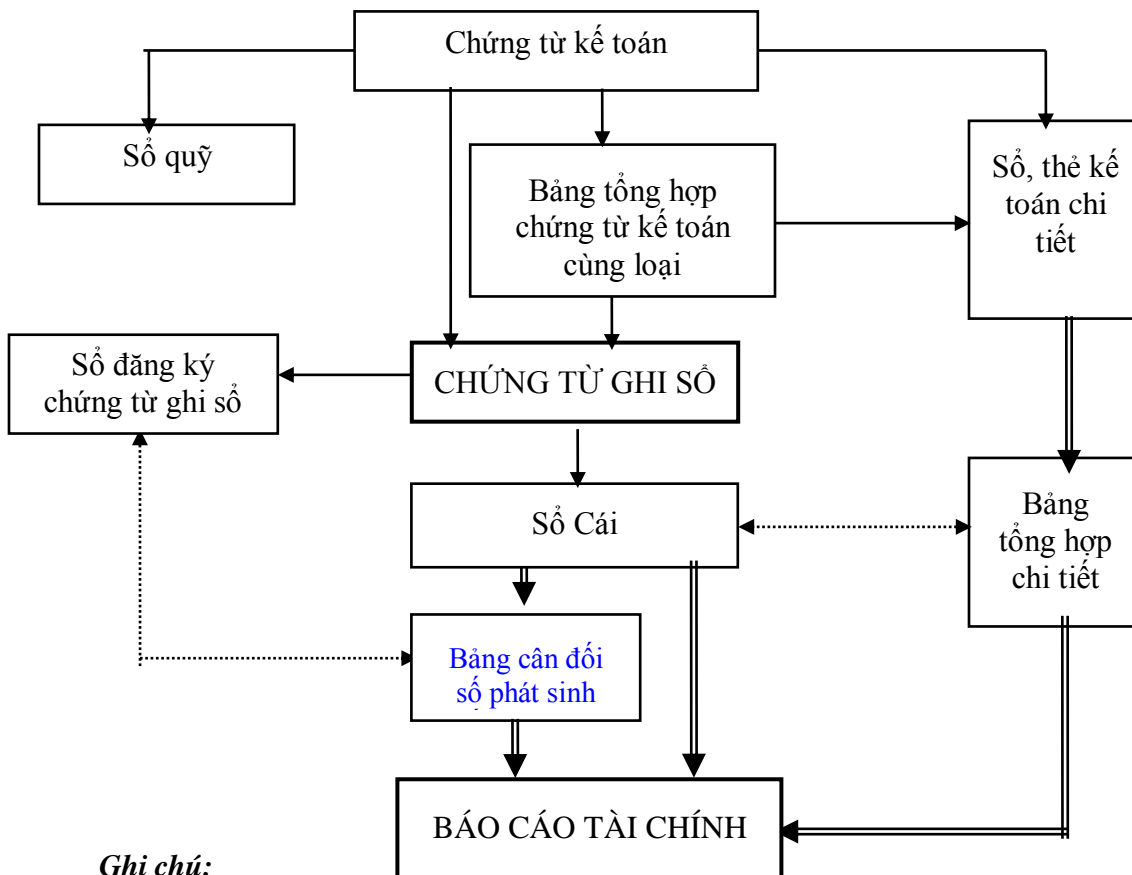 Chứng từ kế toán
Sổ quỹ
Bảng tổng hợp
chứng từ kế toán
cùng loại
Sổ, thẻ kế
toán chi
tiết
Sổ đăng ký
chứng từ ghi sổ
CHỨNG TỪ GHI SỔ
Sổ Cái
Bảng
tổng hợp
chi tiết
Bảng cân đối
số phát sinh
BÁO CÁO TÀI CHÍNH
Ghi chú: